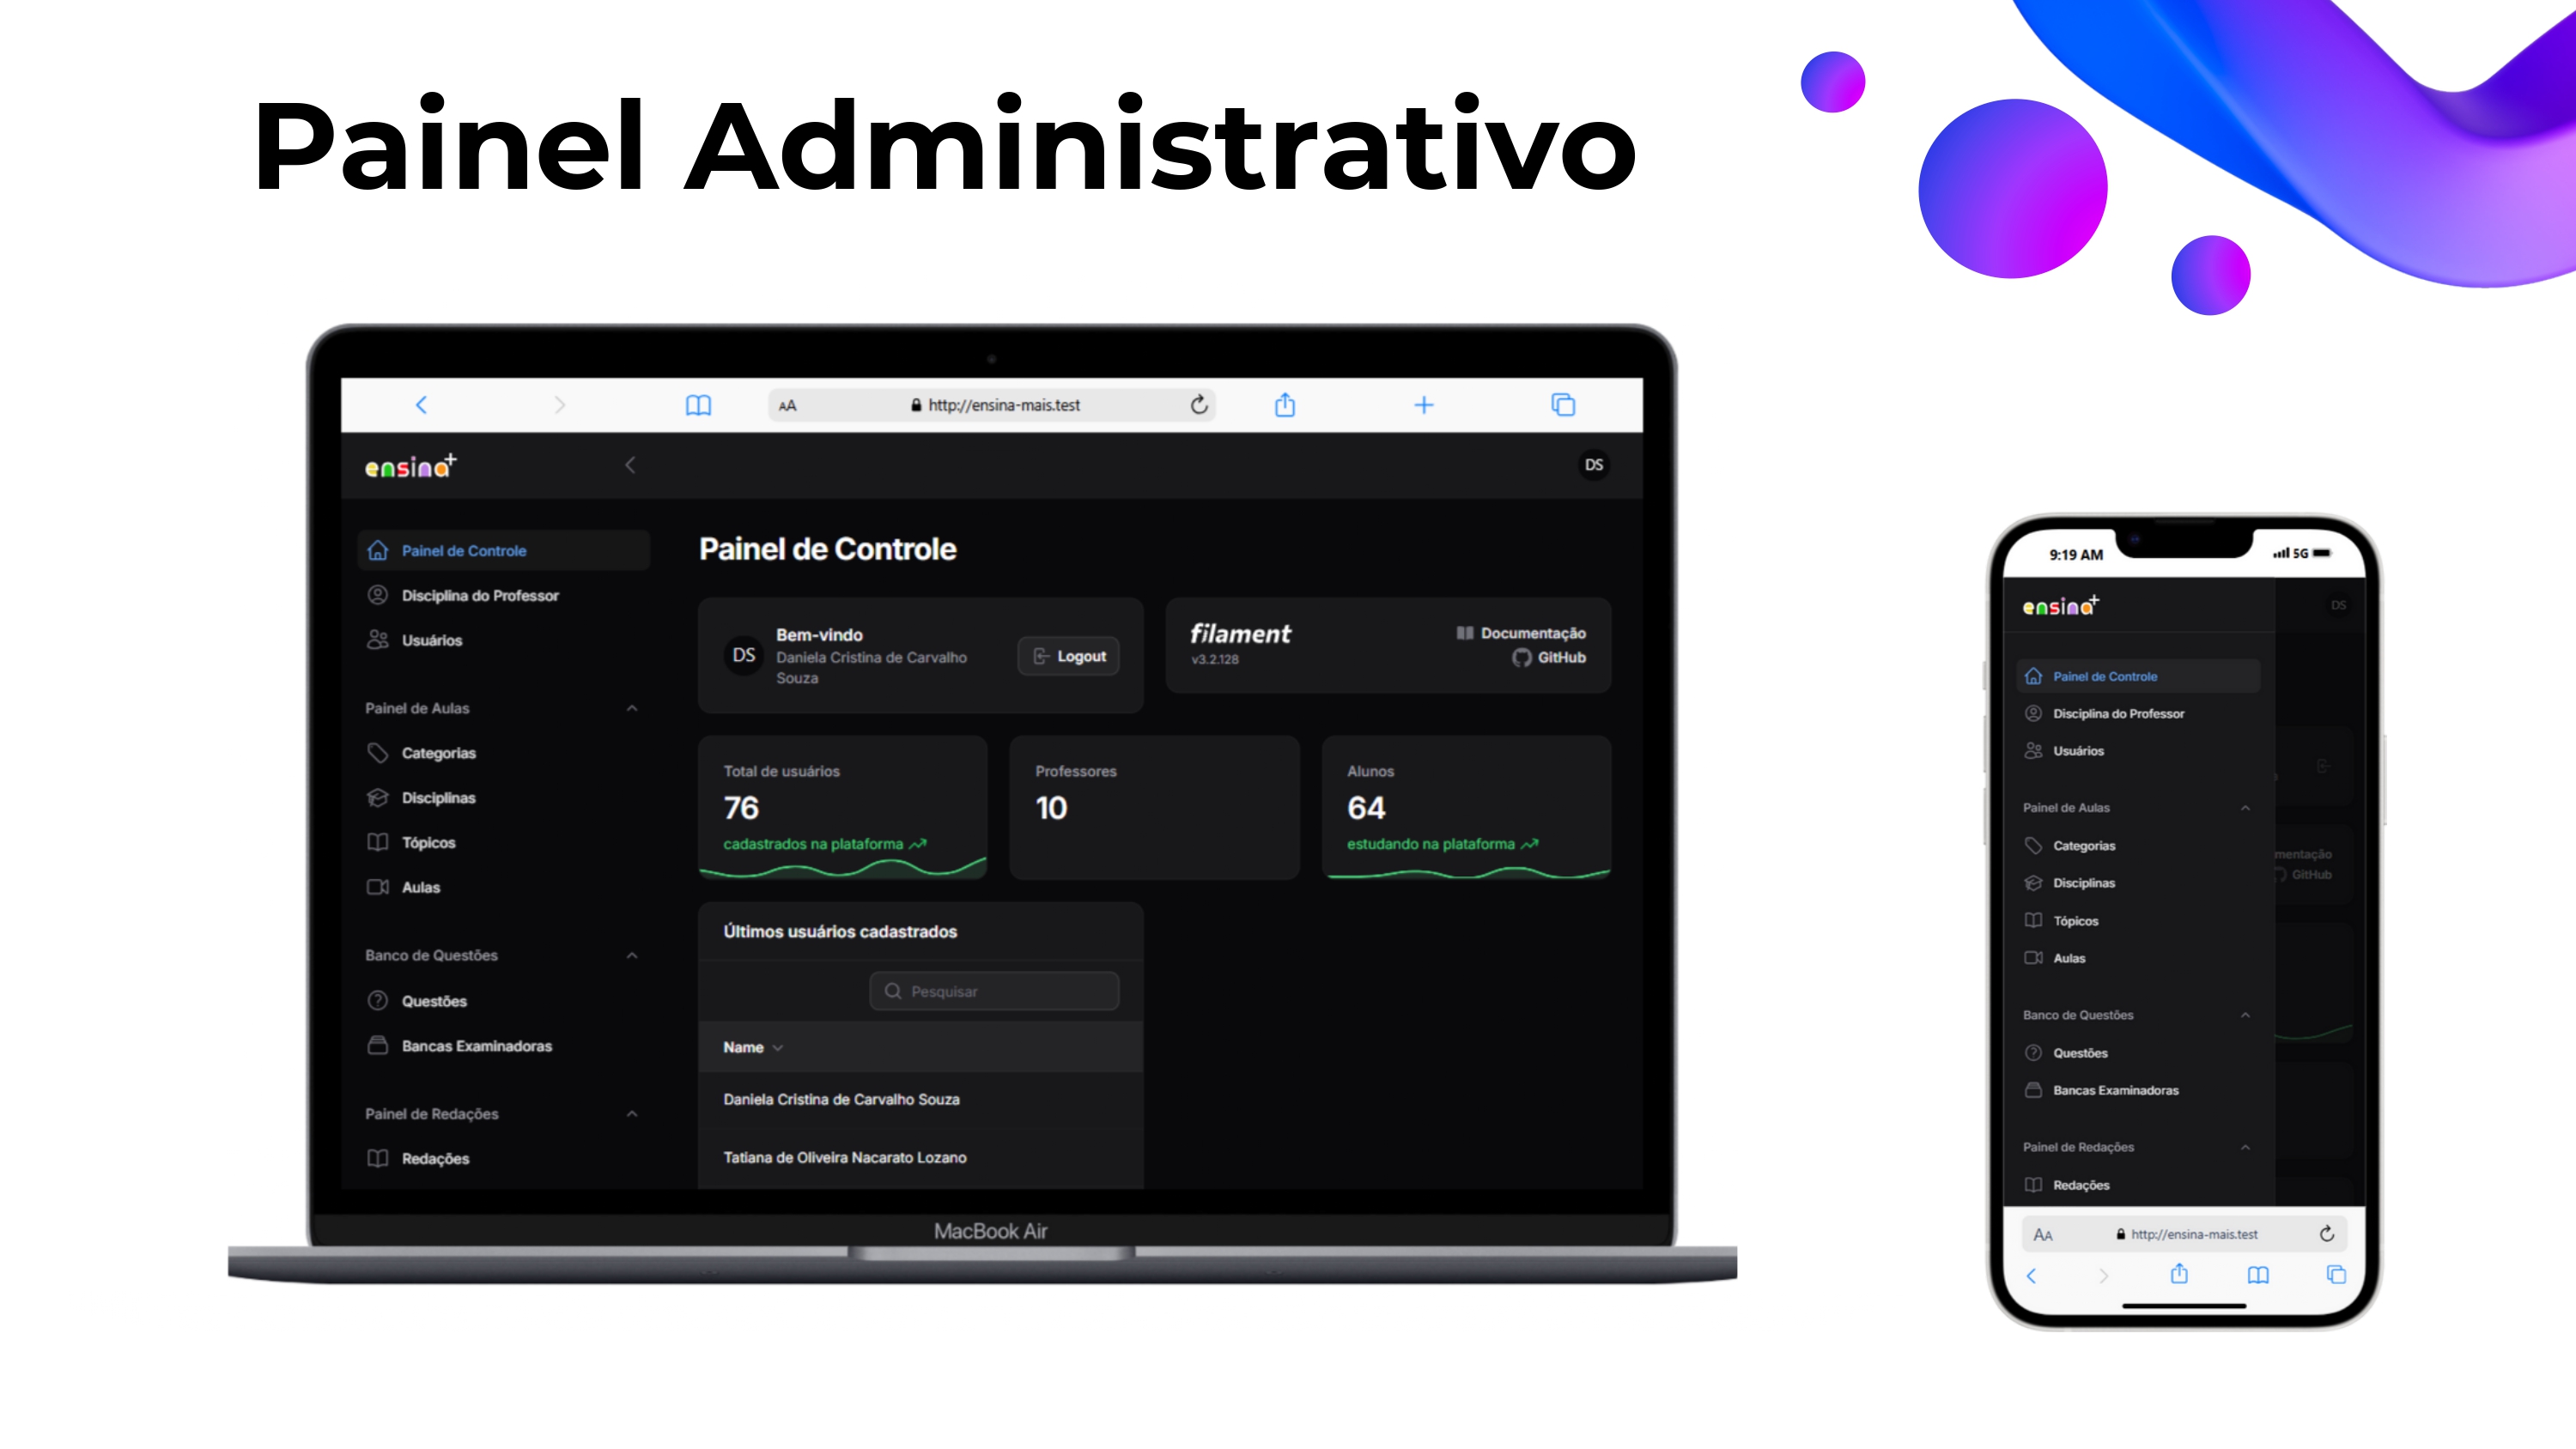 Painel Administrativo
AA http://ensina-mais.test
ensina+
DS
Painel de Controle
Disciplina do Professor
Usuários
Painel de Aulas
Categorias
Disciplinas
Tópicos
Aulas
Banco de Questões
Questões
Bancas Examinadoras
Painel de Redações
Redações
Painel de Controle
DS
Bem-vindo
Daniela Cristina de Carvalho
Souza
Logout
filament
v3.2.128
Documentação
GitHub
Total de usuários
76
cadastrados na plataforma
Professores
10
Alunos
64
estudando na plataforma
Últimos usuários cadastrados
Pesquisar
Name
Daniela Cristina de Carvalho Souza
Tatiana de Oliveira Nacarato Lozano
MacBook Air
9:19 AM
5G
ensina+
DS
Painel de Controle
Disciplina do Professor
Usuários
Painel de Aulas
Categorias
mentação
Disciplinas
GitHub
Tópicos
Aulas
Banco de Questões
Questões
Bancas Examinadoras
Painel de Redações
Redações
AA http://ensina-mais.test